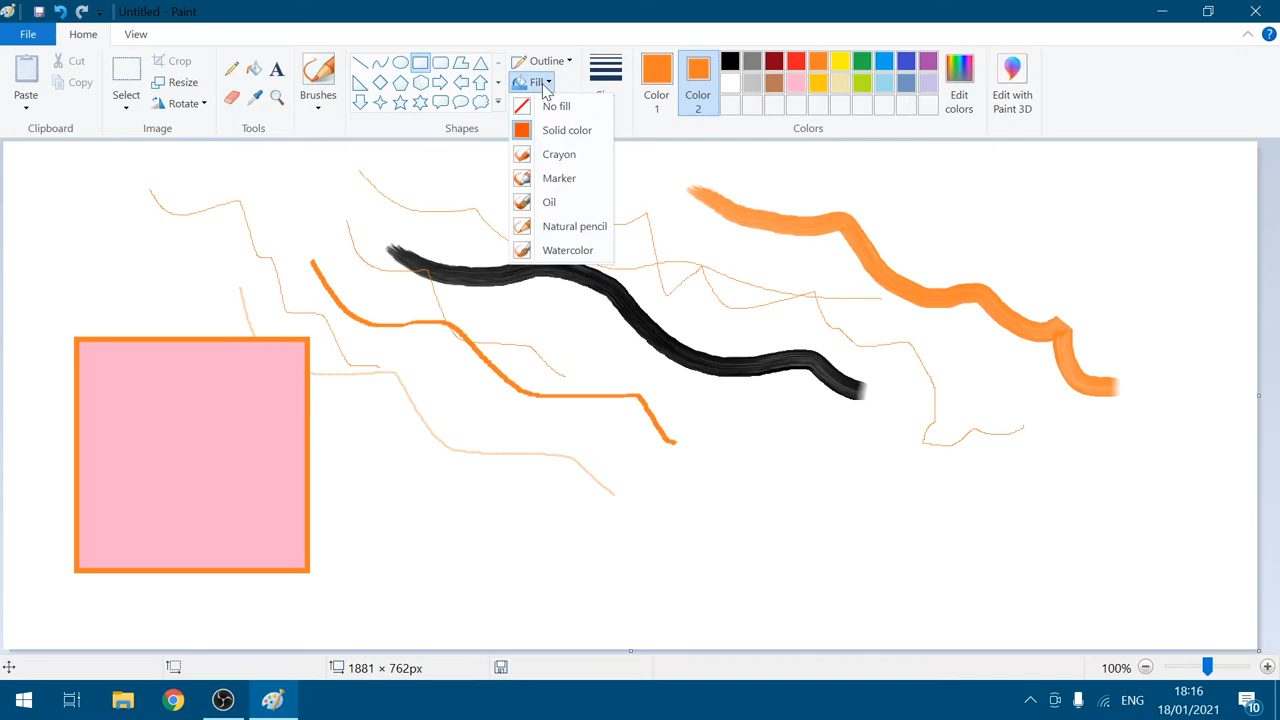 Untitled - Paint
File
Home
View
Paste
Cut
Copy
Clipboard
Select
Crop
Resize
Rotate
Image
A
Tools
Brushes
Shapes
Outline
Fill
No fill
Solid color
Crayon
Marker
Oil
Natural pencil
Watercolor
Color
1
Color
2
Colors
Edit
colors
Edit with
Paint 3D
1881 × 762px
100%
ENG
18:16
18/01/2021
10